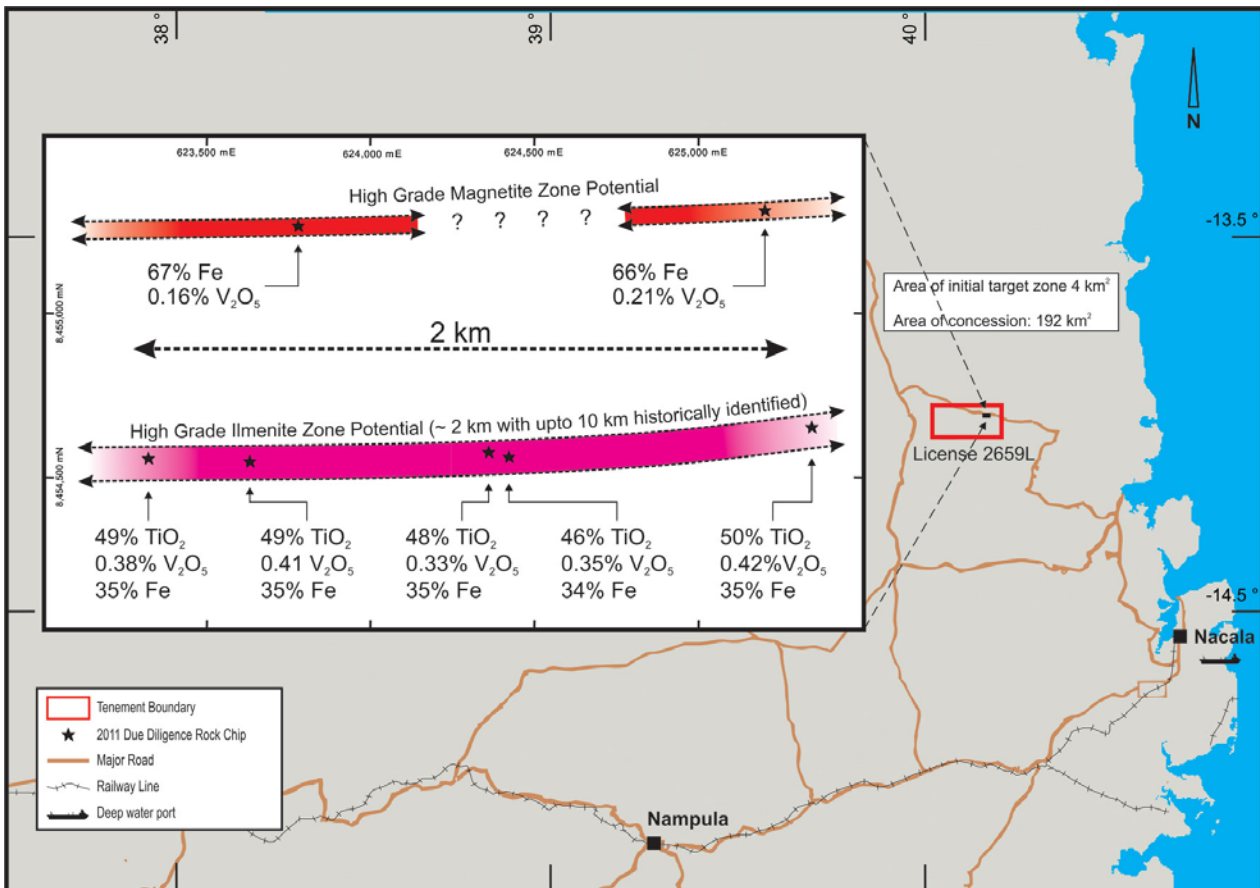 38 °
39 °
40 °
N
623,500 mE
624,000 mE
624,500 mE
625,000 mE
High Grade Magnetite Zone Potential
? ? ? ?
-13.5 °
67% Fe
0.16% V₂O₅
66% Fe
0.21% V₂O₅
8,455,000 mN
Area of initial target zone 4 km²
Area of concession: 192 km²
2 km
High Grade Ilmenite Zone Potential (~ 2 km with upto 10 km historically identified)
License 2659L
8,454,500 mN
49% TiO₂
0.38% V₂O₅
35% Fe
49% TiO₂
0.41 V₂O₅
35% Fe
48% TiO₂
0.33% V₂O₅
35% Fe
46% TiO₂
0.35% V₂O₅
34% Fe
50% TiO₂
0.42%V₂O₅
35% Fe
-14.5 °
Nacala
Tenement Boundary
2011 Due Diligence Rock Chip
Major Road
Railway Line
Deep water port
Nampula